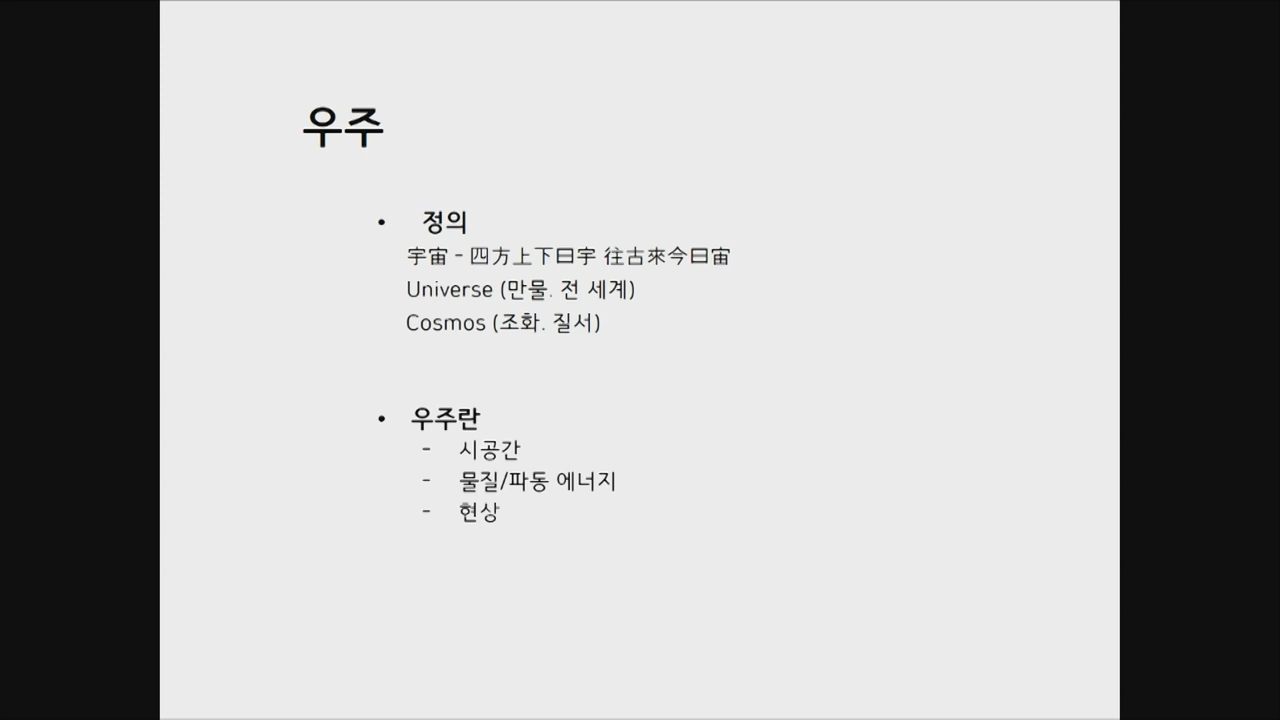 우주
• 정의
宇宙 - 四方上下曰宇 往古來今曰宙
Universe (만물. 전 세계)
Cosmos (조화. 질서)
• 우주란
- 시공간
- 물질/파동 에너지
- 현상